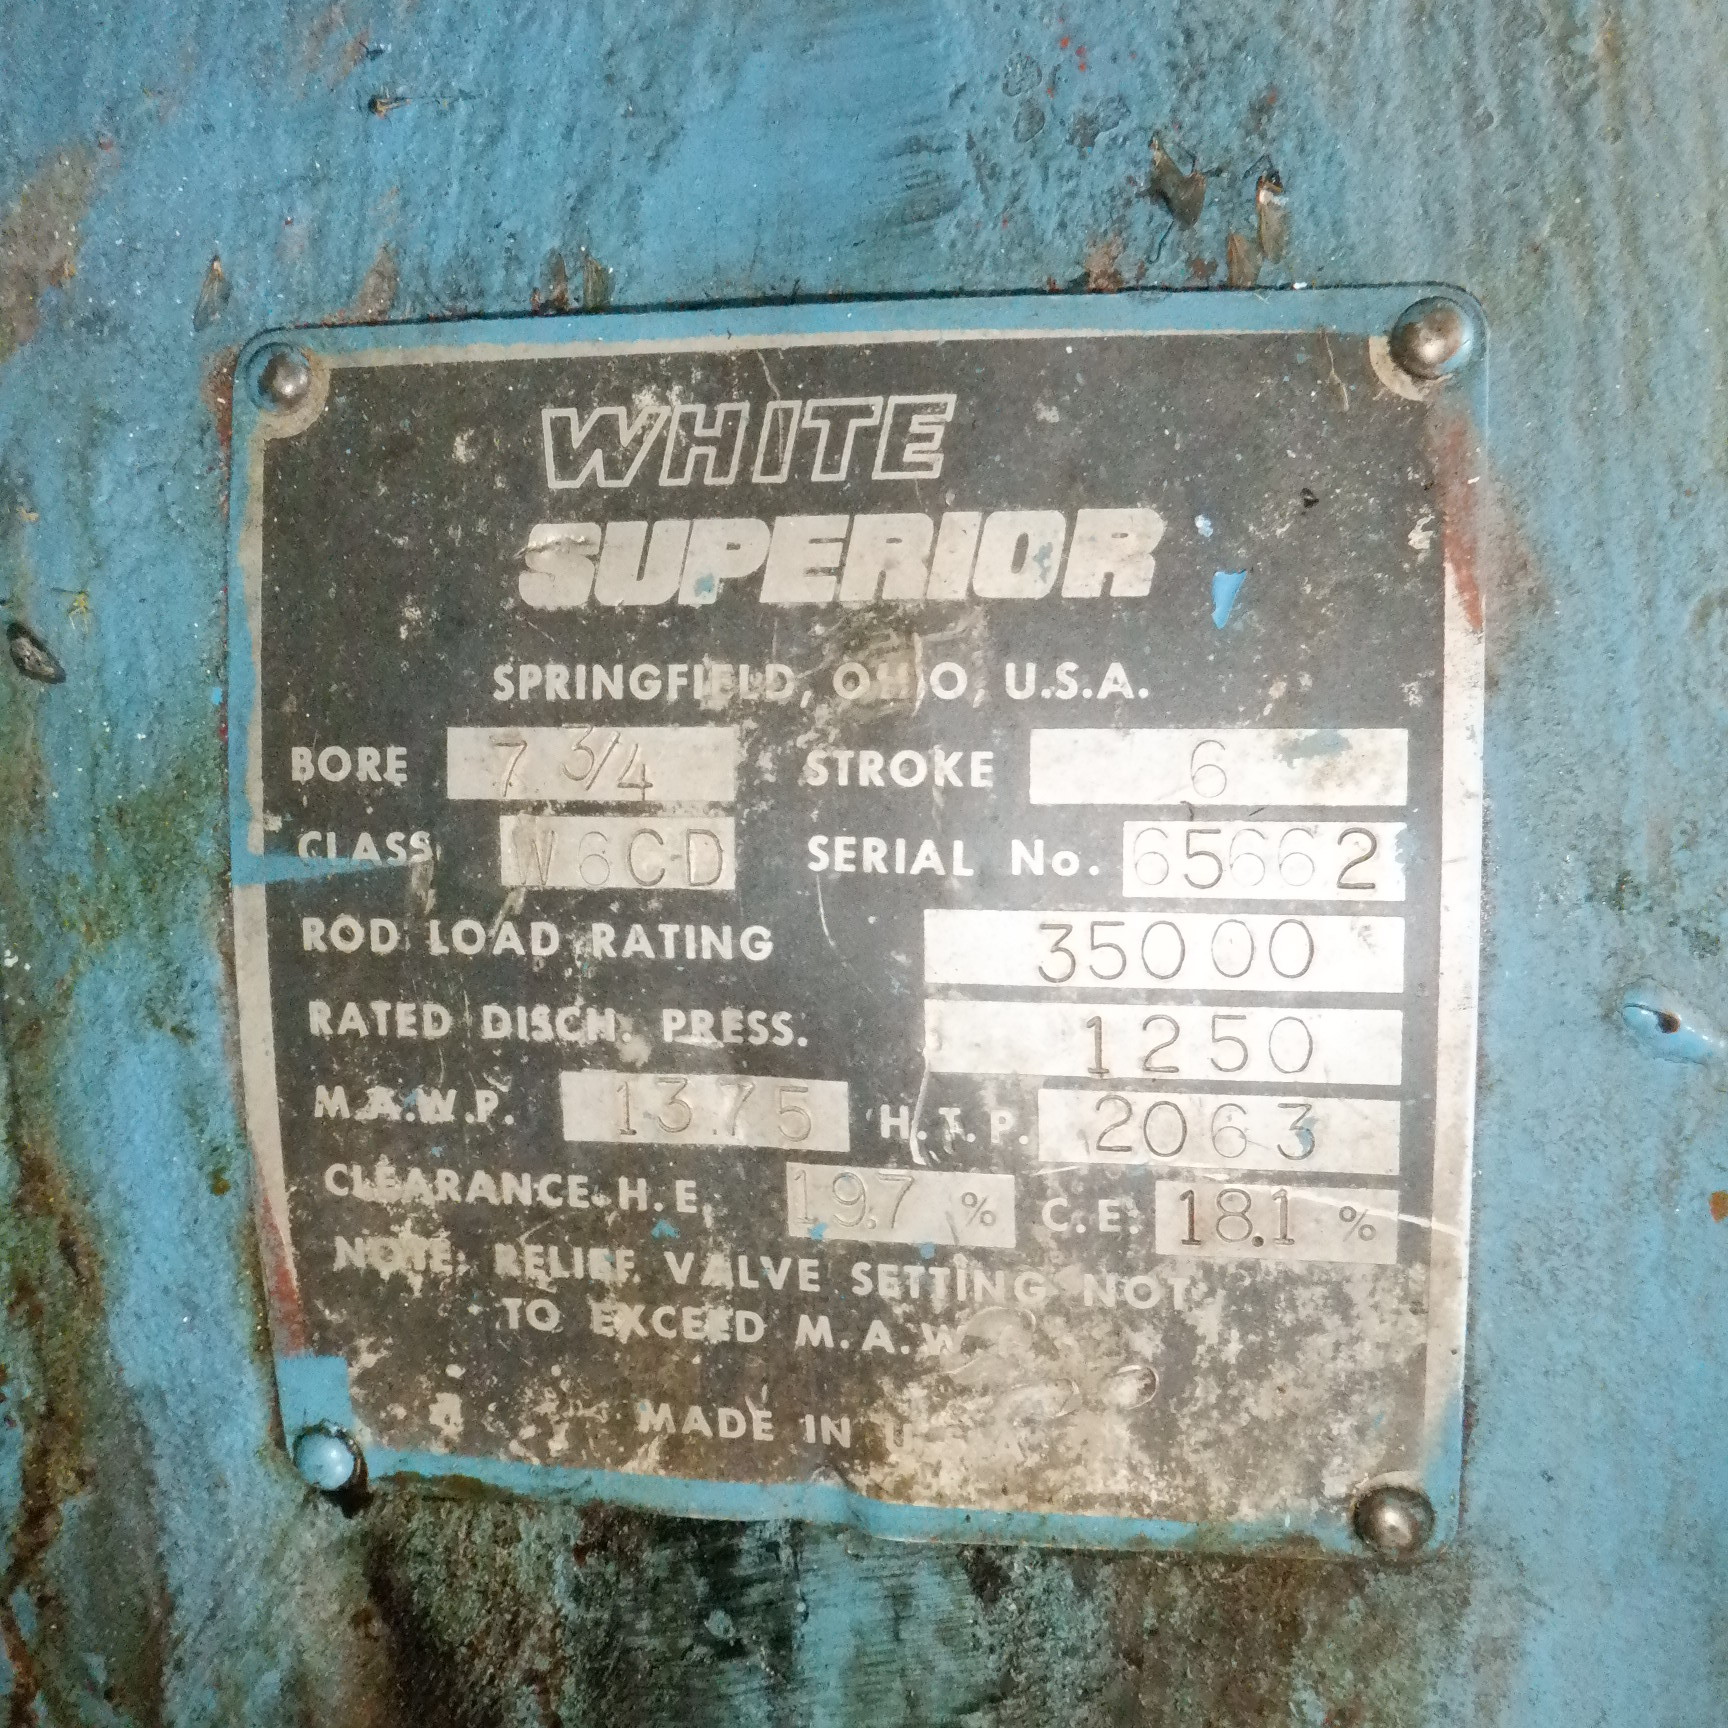 WHITE
SUPERIOR
SPRINGFIELD, OHIO, U.S.A.
BORE 7 3/4 STROKE 6
CLASS W6CD SERIAL No. 65662
ROD LOAD RATING 35000
RATED DISCH. PRESS. 1250
M.A.W.P. 1375 H.T.P. 2063
CLEARANCE H.E. 19.7 % C.E. 18.1 %
NOTE: RELIEF VALVE SETTING NOT
TO EXCEED M.A.W
MADE IN U.S.A.